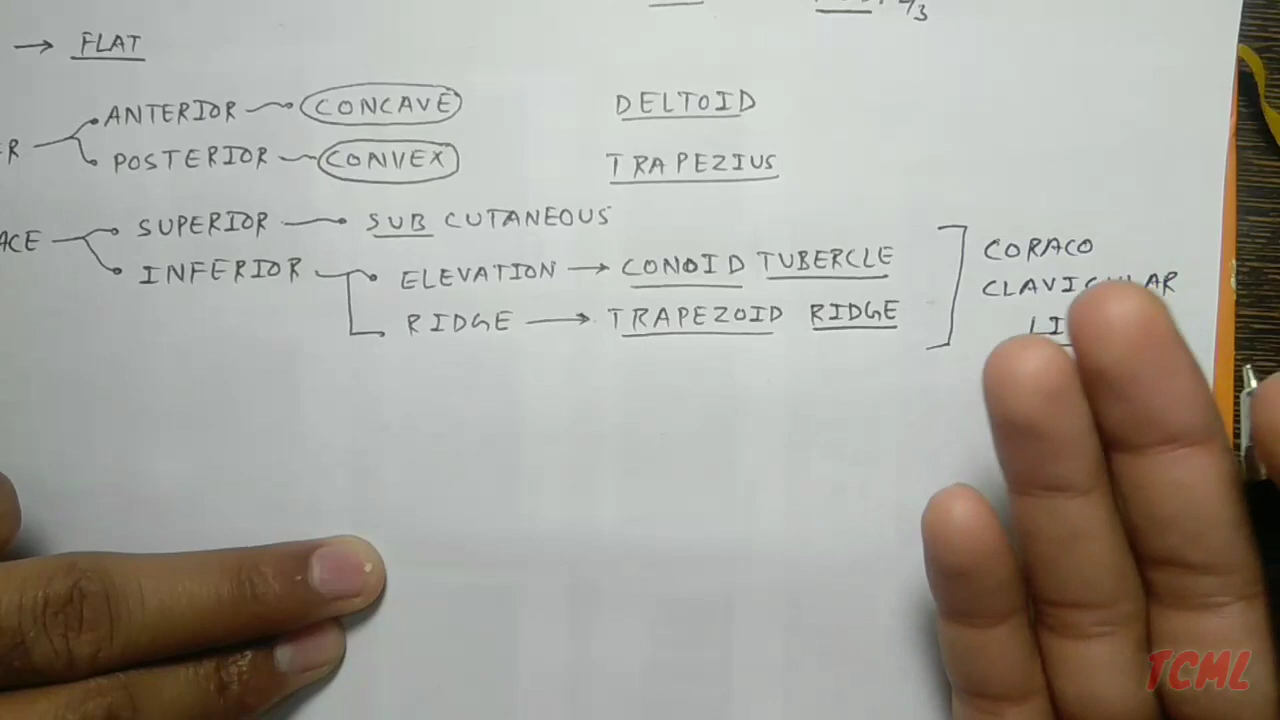 → FLAT
ANTERIOR CONCAVE DELTOID
POSTERIOR CONVEX TRAPEZIUS
SUPERIOR SUB CUTANEOUS
INFERIOR ELEVATION → CONOID TUBERCLE
RIDGE → TRAPEZOID RIDGE
CORACO
TCML